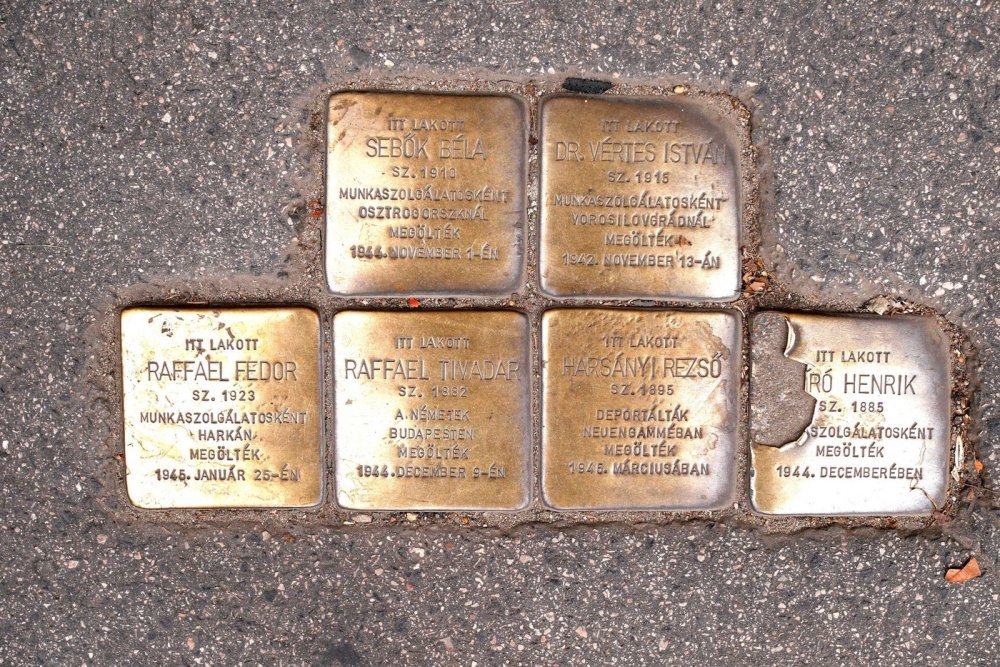 ITT LAKOTT
SEBŐK BÉLA
SZ. 1910
MUNKASZOLGÁLATOSKÉNT
OSZTROGORSZKNÁL
MEGÖLTÉK
1944. NOVEMBER 1-ÉN
ITT LAKOTT
DR. VÉRTES ISTVÁN
SZ. 1915
MUNKASZOLGÁLATOSKÉNT
VOROSILOVGRÁDNÁL
MEGÖLTÉK
1942. NOVEMBER 13-ÁN
ITT LAKOTT
RAFFAEL FEDOR
SZ. 1923
MUNKASZOLGÁLATOSKÉNT
HARKÁN
MEGÖLTÉK
1945. JANUÁR 25-ÉN
ITT LAKOTT
RAFFAEL TIVADAR
SZ. 1882
A NÉMETEK
BUDAPESTEN
MEGÖLTÉK
1944. DECEMBER 9-ÉN
ITT LAKOTT
HARSÁNYI REZSŐ
SZ. 1895
DEPORTÁLTÁK
NEUENGAMMÉBAN
MEGÖLTÉK
1945. MÁRCIUSÁBAN
ITT LAKOTT
RÓ HENRIK
SZ. 1885
SZOLGÁLATOSKÉNT
MEGÖLTÉK
1944. DECEMBERÉBEN